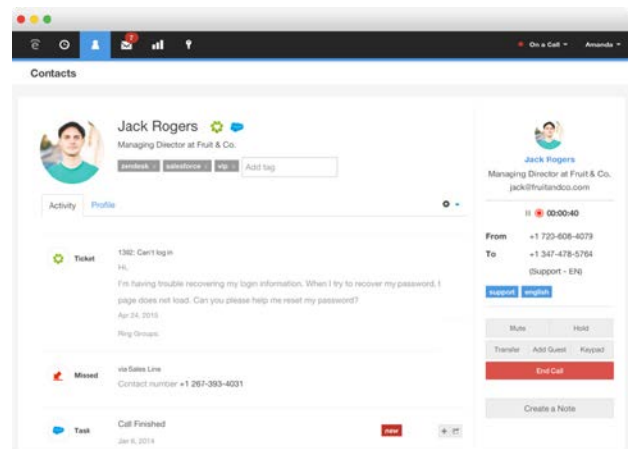 7
On a Call
Amanda
Contacts
Jack Rogers
Managing Director at Fruit & Co.
zendesk x salesforce x vip x Add tag
Activity Profile
Ticket
1392: Can't log in
Hi,
I'm having trouble recovering my login information. When I try to recover my password, t
page does not load. Can you please help me reset my password?
Apr 24, 2015
Ring Groups:
Missed
via Sales Line
Contact number +1 267-393-4031
Task
Call Finished
new
Jan 6, 2014
Jack Rogers
Managing Director at Fruit & Co.
jack@fruitandco.com
00:00:40
From +1 720-608-4079
To +1 347-478-5764
(Support - EN)
support english
Mute Hold
Transfer Add Guest Keypad
End Call
Create a Note